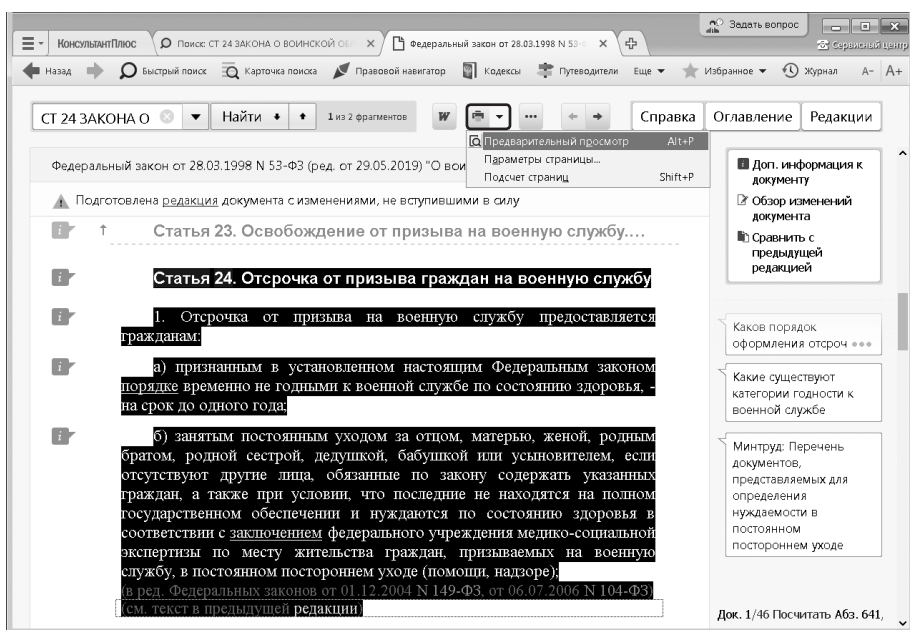 Задать вопрос
КонсультантПлюс
Поиск: СТ 24 ЗАКОНА О ВОИНСКОЙ
Федеральный закон от 28.03.1998 N 53-
Сервисный центр
Назад
Быстрый поиск
Карточка поиска
Правовой навигатор
Кодексы
Путеводители
Еще
Избранное
Журнал
A- A+
СТ 24 ЗАКОНА О
Найти
1 из 2 фрагментов
W
Справка
Оглавление
Редакции
Предварительный просмотр Alt+P
Параметры страницы...
Подсчет страниц Shift+P
Федеральный закон от 28.03.1998 N 53-ФЗ (ред. от 29.05.2019) "О вои
Подготовлена редакция документа с изменениями, не вступившими в силу
Статья 23. Освобождение от призыва на военную службу....
Статья 24. Отсрочка от призыва граждан на военную службу
1. Отсрочка от призыва на военную службу предоставляется
гражданам:
а) признанным в установленном настоящим Федеральным законом
порядке временно не годными к военной службе по состоянию здоровья, -
на срок до одного года;
б) занятым постоянным уходом за отцом, матерью, женой, родным
братом, родной сестрой, дедушкой, бабушкой или усыновителем, если
отсутствуют другие лица, обязанные по закону содержать указанных
граждан, а также при условии, что последние не находятся на полном
государственном обеспечении и нуждаются по состоянию здоровья в
соответствии с заключением федерального учреждения медико-социальной
экспертизы по месту жительства граждан, призываемых на военную
службу, в постоянном постороннем уходе (помощи, надзоре);
(в ред. Федеральных законов от 01.12.2004 N 149-ФЗ, от 06.07.2006 N 104-ФЗ)
(см. текст в предыдущей редакции)
Доп. информация к
документу
Обзор изменений
документа
Сравнить с
предыдущей
редакцией
Каков порядок
оформления отсроч
Какие существуют
категории годности к
военной службе
Минтруд: Перечень
документов,
представляемых для
определения
нуждаемости в
постоянном
постороннем уходе
Док. 1/46 Посчитать Абз. 641,